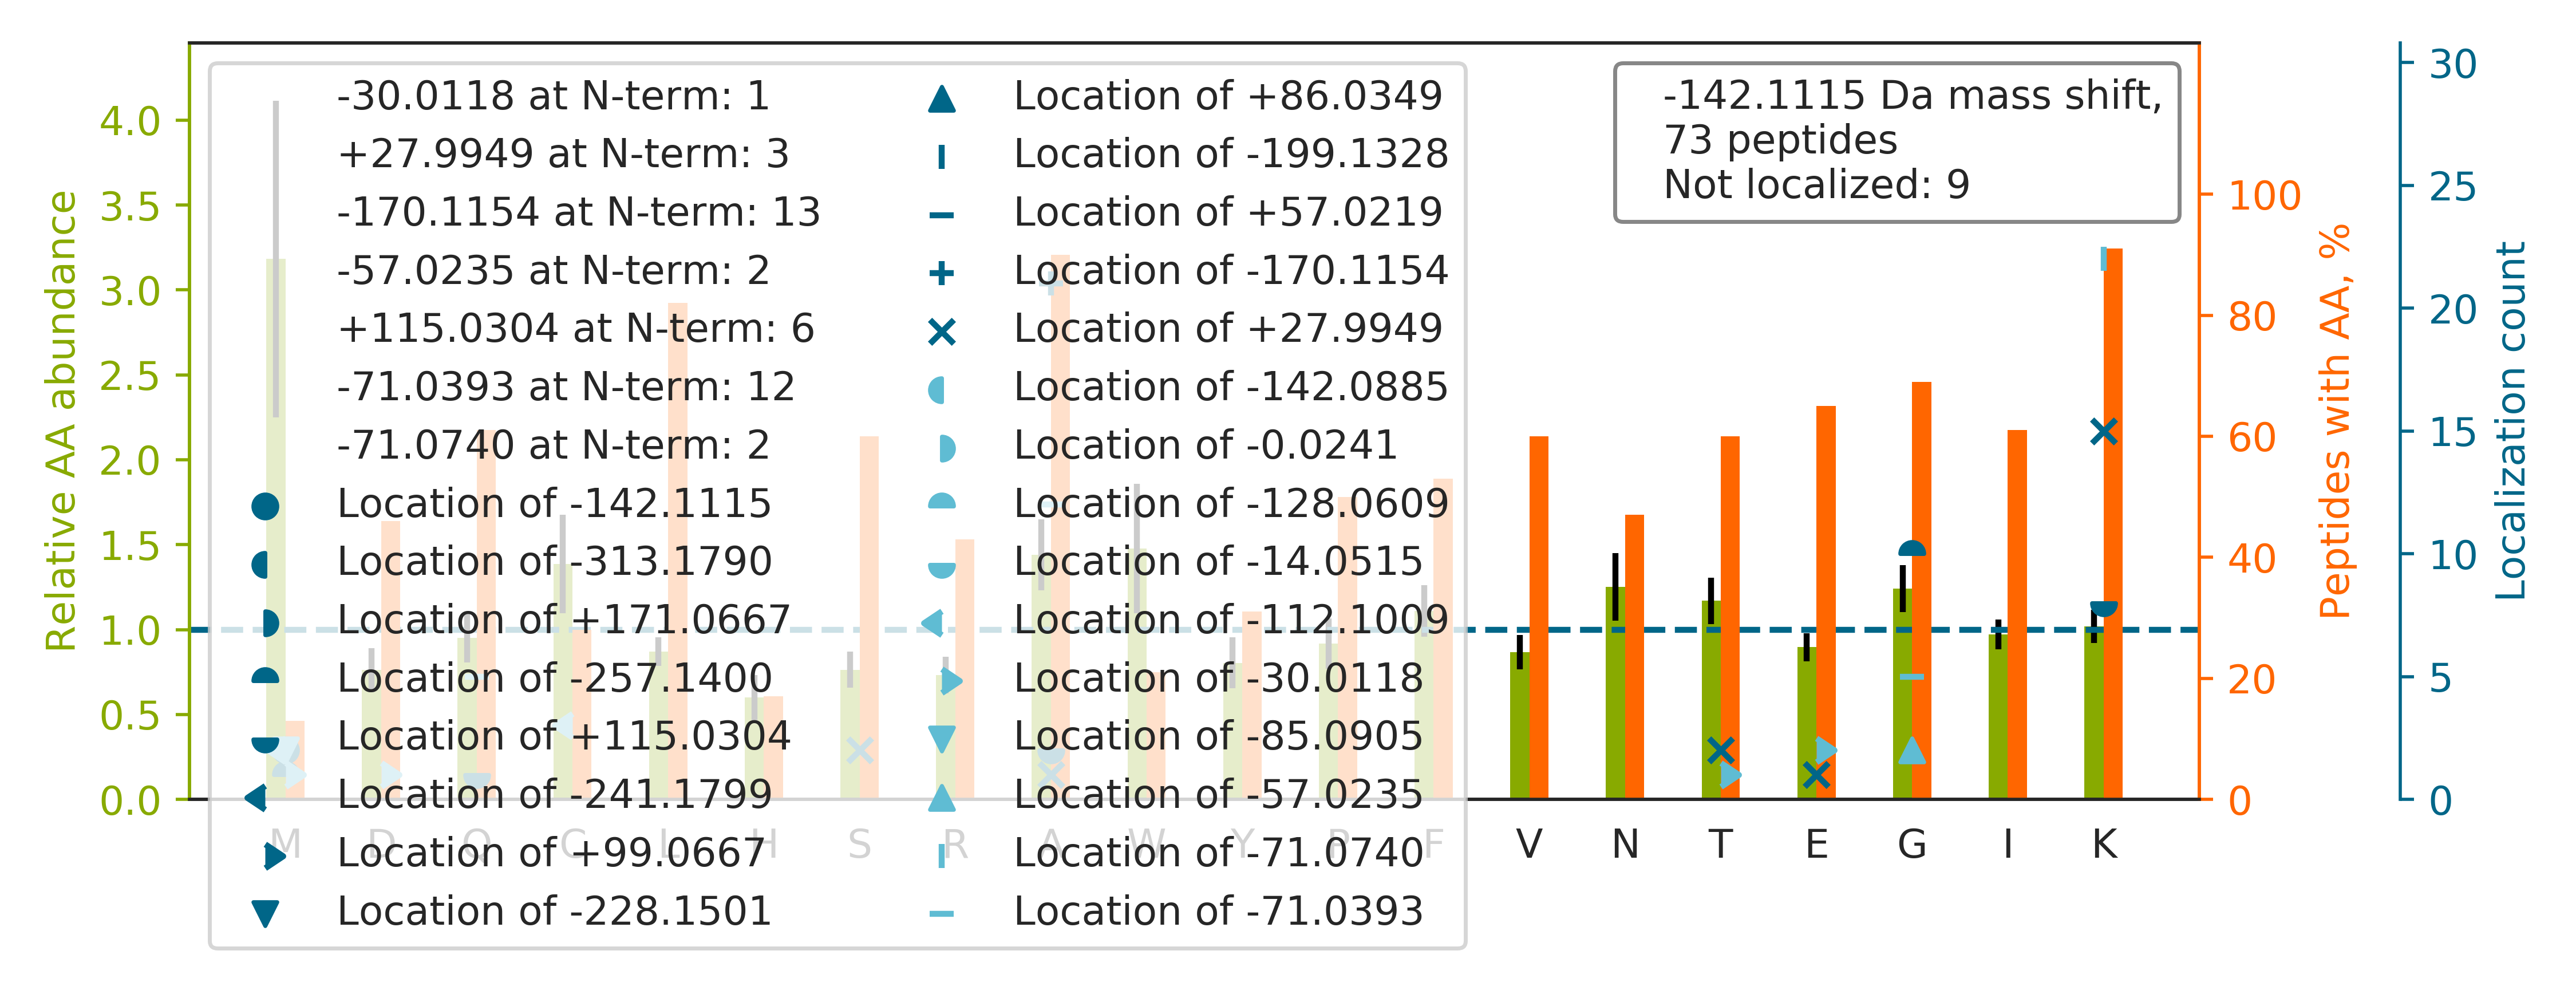 Relative AA abundance
4.0
3.5
3.0
2.5
2.0
1.5
1.0
0.5
0.0
-30.0118 at N-term: 1
+27.9949 at N-term: 3
-170.1154 at N-term: 13
-57.0235 at N-term: 2
+115.0304 at N-term: 6
-71.0393 at N-term: 12
-71.0740 at N-term: 2
Location of -142.1115
Location of -313.1790
Location of +171.0667
Location of -257.1400
Location of +115.0304
Location of -241.1799
Location of +99.0667
Location of -228.1501
Location of +86.0349
Location of -199.1328
Location of +57.0219
Location of -170.1154
Location of +27.9949
Location of -142.0885
Location of -0.0241
Location of -128.0609
Location of -14.0515
Location of -112.1009
Location of -30.0118
Location of -85.0905
Location of -57.0235
Location of -71.0740
Location of -71.0393
-142.1115 Da mass shift,
73 peptides
Not localized: 9
M D Q C L H S R A W Y P F V N T E G I K
100
80
60
40
20
0
Peptides with AA, %
30
25
20
15
10
5
0
Localization count